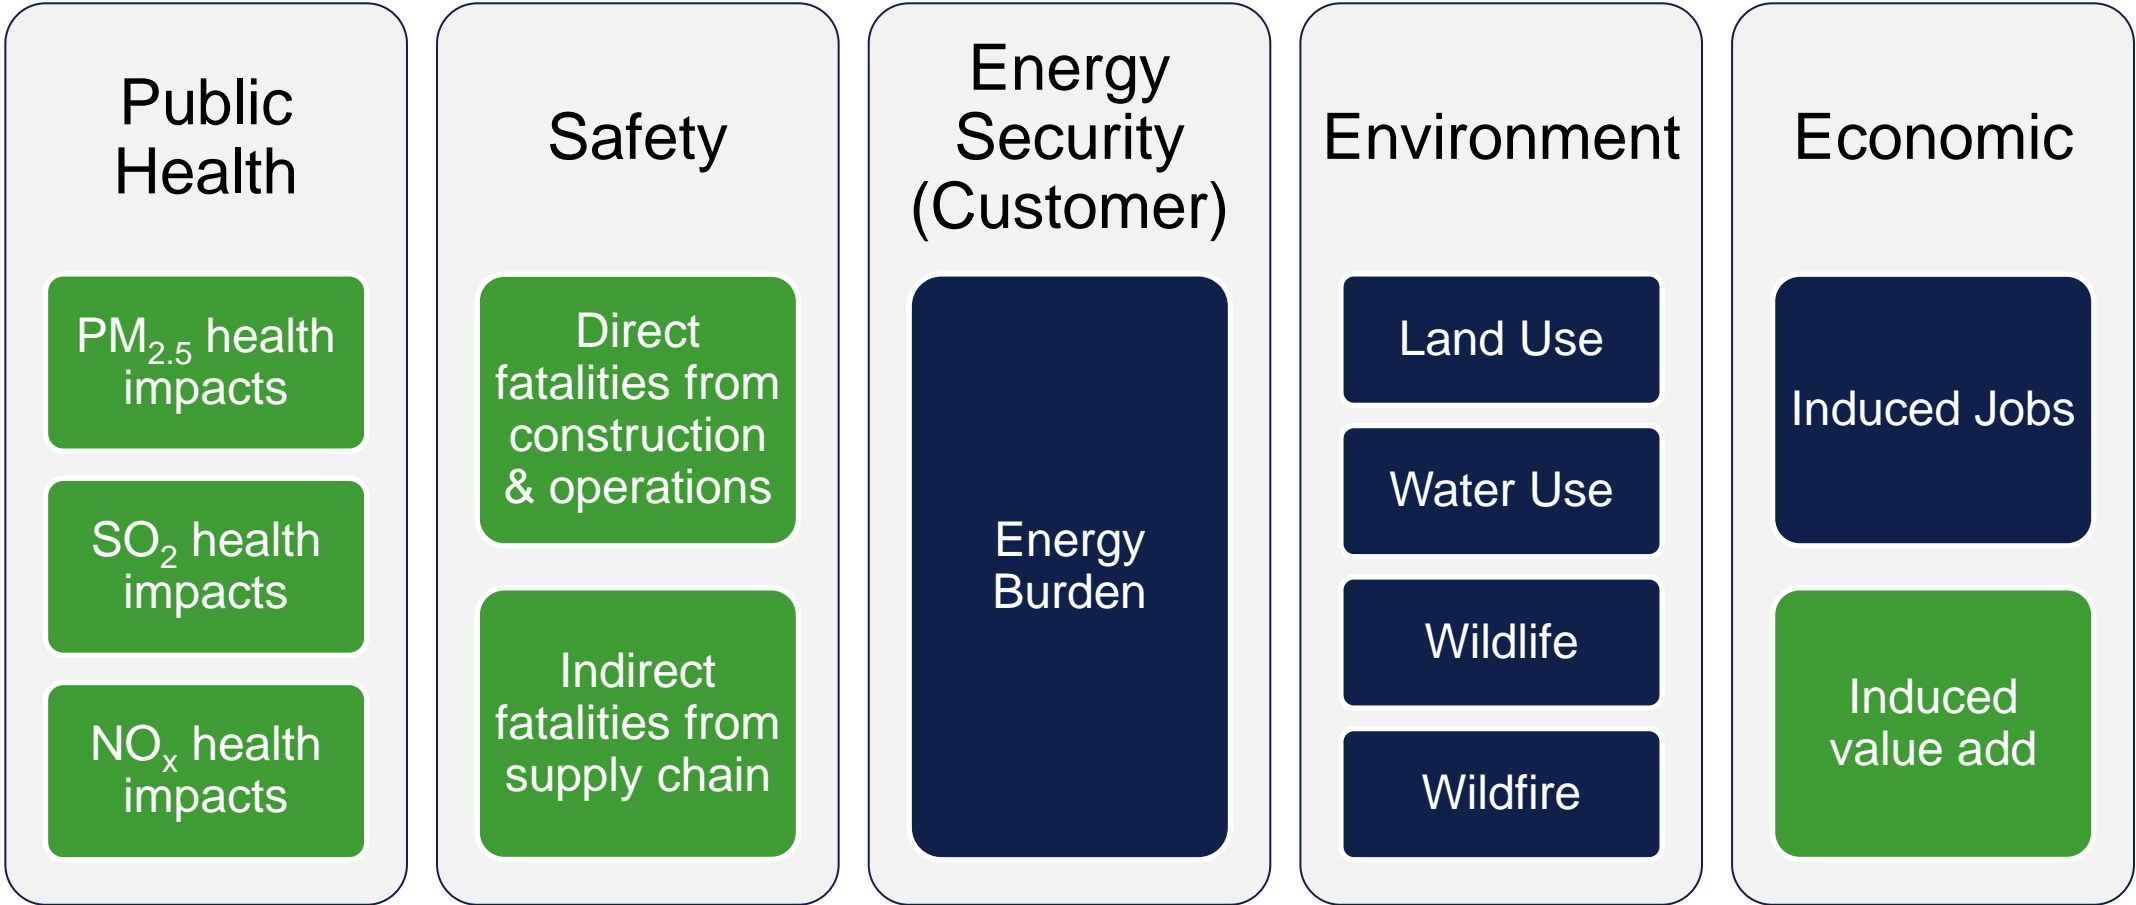 Public
Health
PM2.5 health
impacts
SO2 health
impacts
NOx health
impacts
Safety
Direct
fatalities from
construction
& operations
Indirect
fatalities from
supply chain
Energy
Security
(Customer)
Energy
Burden
Environment
Land Use
Water Use
Wildlife
Wildfire
Economic
Induced Jobs
Induced
value add